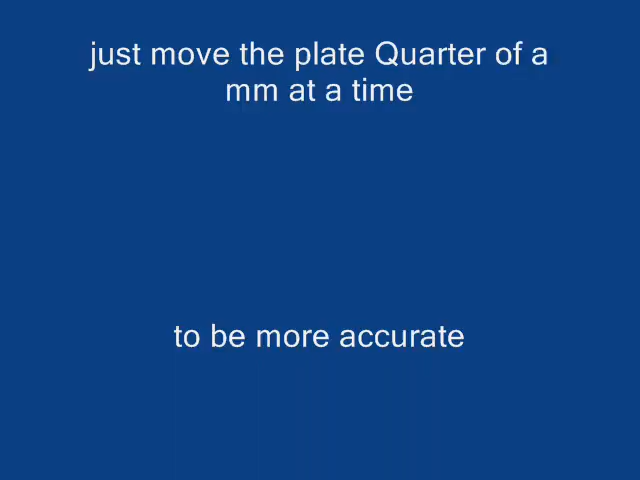 just move the plate Quarter of a
mm at a time
to be more accurate